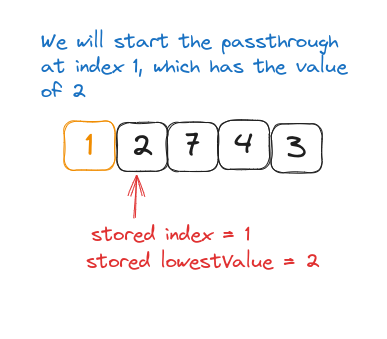 We will start the passthrough
at index 1, which has the value
of 2
1 2 7 4 3
stored index = 1
stored lowestValue = 2